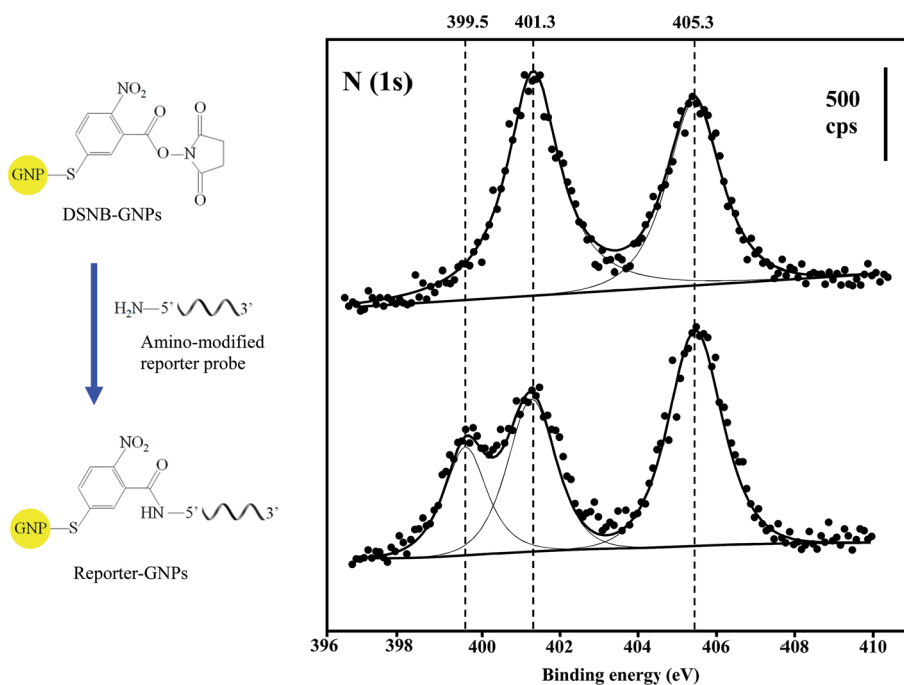 399.5 401.3 405.3
N (1s)
500
cps
NO₂
O
O
O
N
O
GNP
S
DSNB-GNPs
H₂N—5’ 3’
Amino-modified
reporter probe
NO₂
O
GNP
S
HN—5’ 3’
Reporter-GNPs
396 398 400 402 404 406 408 410
Binding energy (eV)